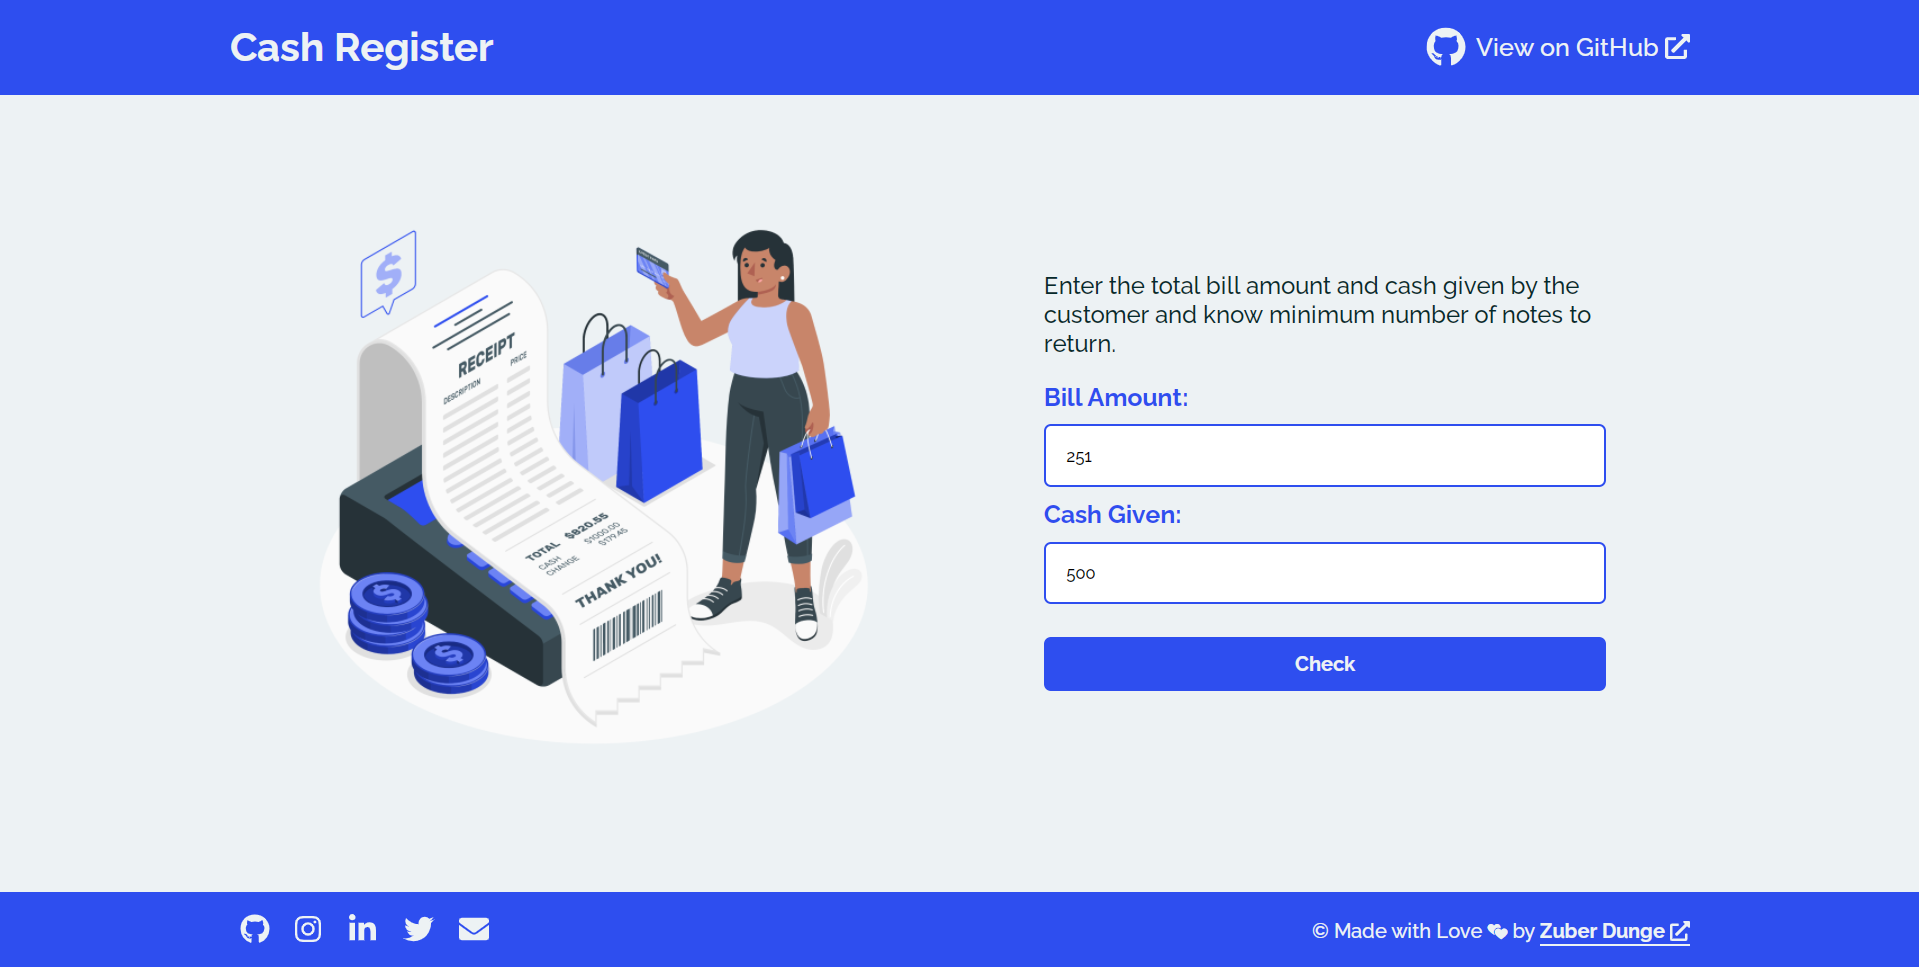 Cash Register
View on GitHub
$
RECEIPT
DESCRIPTION
PRICE
TOTAL $820.55
CASH $1000.00
CHANGE $179.45
THANK YOU!
$
$
Enter the total bill amount and cash given by the
customer and know minimum number of notes to
return.
Bill Amount:
251
Cash Given:
500
Check
© Made with Love by Zuber Dunge